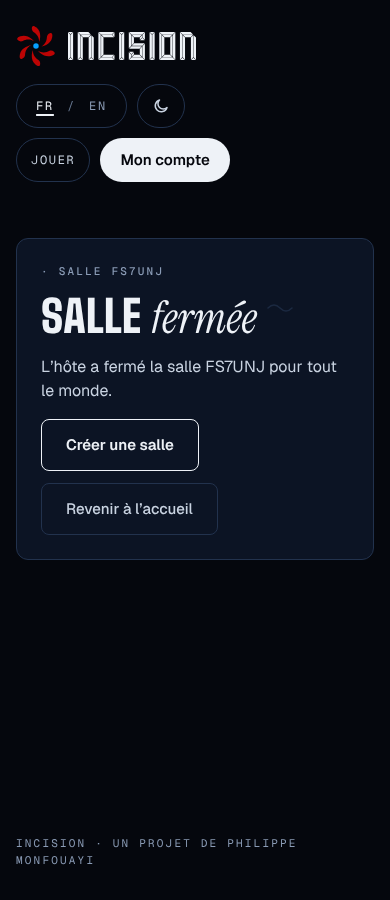 INCISION
FR / EN
JOUER
Mon compte
· SALLE FS7UNJ
SALLE fermée
L’hôte a fermé la salle FS7UNJ pour tout
le monde.
Créer une salle
Revenir à l’accueil
INCISION · UN PROJET DE PHILIPPE
MONFOUAYI